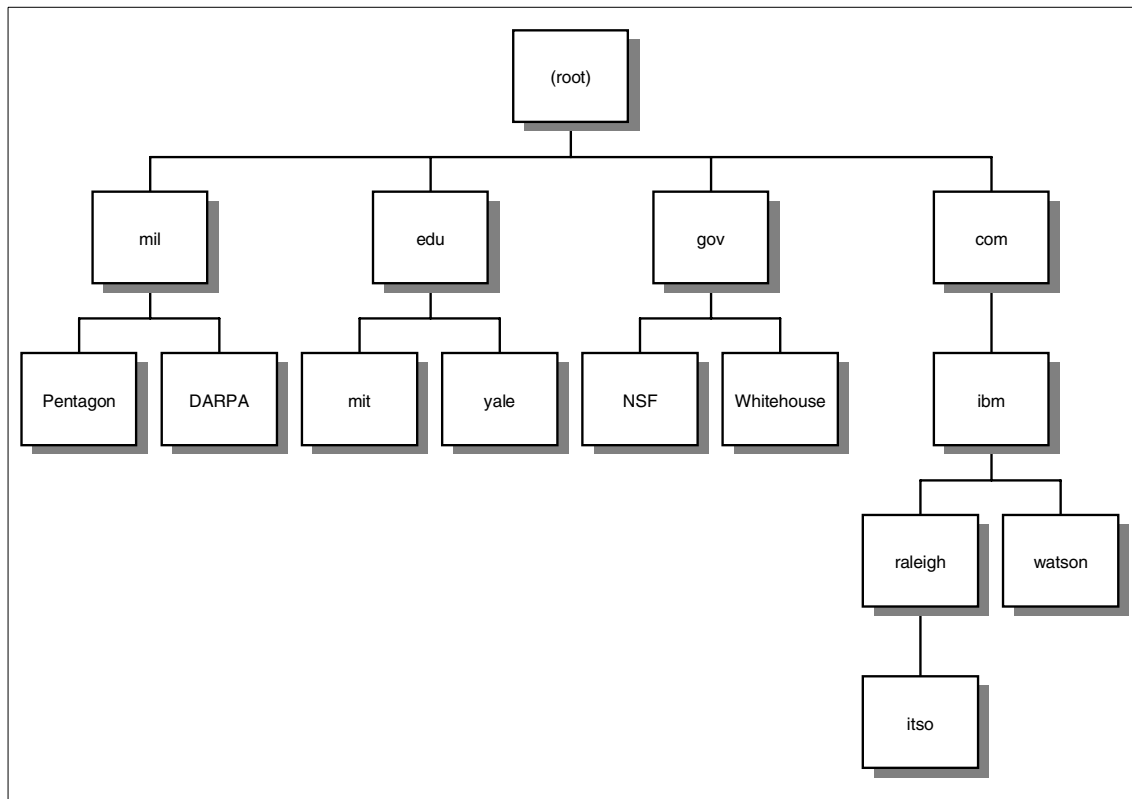 (root)
mil
edu
gov
com
Pentagon
DARPA
mit
yale
NSF
Whitehouse
ibm
raleigh
watson
itso